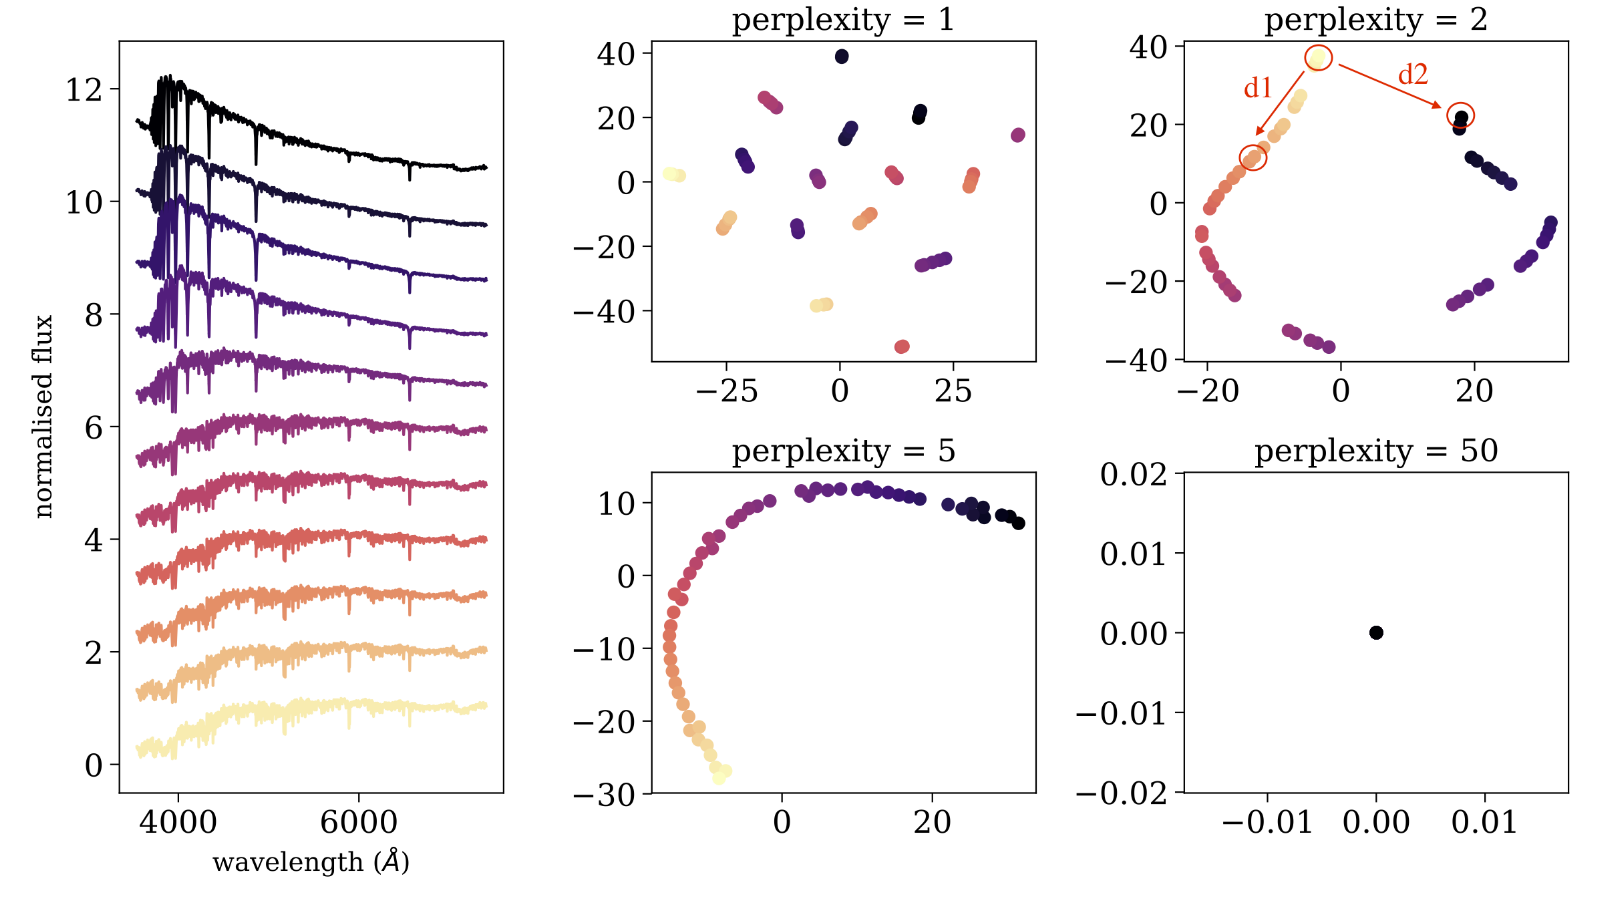 normalised flux
12
10
8
6
4
2
0
4000 6000
wavelength (Å)
perplexity = 1
40
20
0
−20
−40
−25 0 25
perplexity = 2
40
20
0
−20
−40
−20 0 20
d1
d2
perplexity = 5
10
0
−10
−20
−30
0 20
perplexity = 50
0.02
0.01
0.00
−0.01
−0.02
−0.01 0.00 0.01